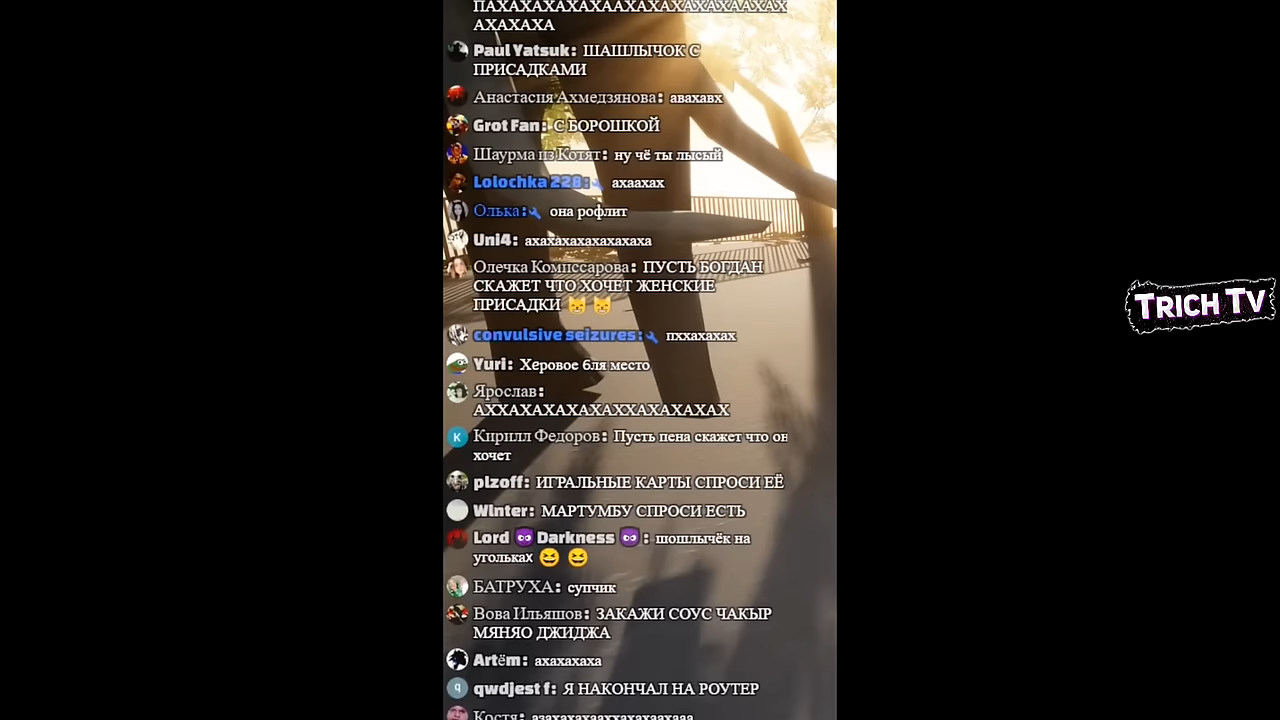 ПАХАХАХАХАХААХАХАХАХАХАХААХАХ
АХАХАХА
Paul Yatsuk: ШАШЛЫЧОК С
ПРИСАДКАМИ
Анастасия Ахмедзянова: авахавх
Grot Fan: С БОРОШКОЙ
Шаурма из Котят: ну чё ты лысый
Lolochka 228: ахаахах
Олька: она рофлит
Uni4: ахахахахахахахаха
Олечка Комиссарова: ПУСТЬ БОГДАН
СКАЖЕТ ЧТО ХОЧЕТ ЖЕНСКИЕ
ПРИСАДКИ 😸 😸
convulsive seizures: пххахахах
Yuri: Херовое бля место
Ярослав:
АХХАХАХАХАХАХХАХАХАХАХ
Кирилл Федоров: Пусть пена скажет что он
хочет
plzoff: ИГРАЛЬНЫЕ КАРТЫ СПРОСИ ЕЁ
Winter: МАРТУМБУ СПРОСИ ЕСТЬ
Lord 👿 Darkness 👿: шошлычёк на
угольках 😆 😆
БАТРУХА: супчик
Вова Ильяшов: ЗАКАЖИ СОУС ЧАКЫР
МЯНЯО ДЖИДЖА
Artём: ахахахаха
qwdjest f: Я НАКОНЧАЛ НА РОУТЕР
Костя: азахахахааххахахаахааа
TRICH TV